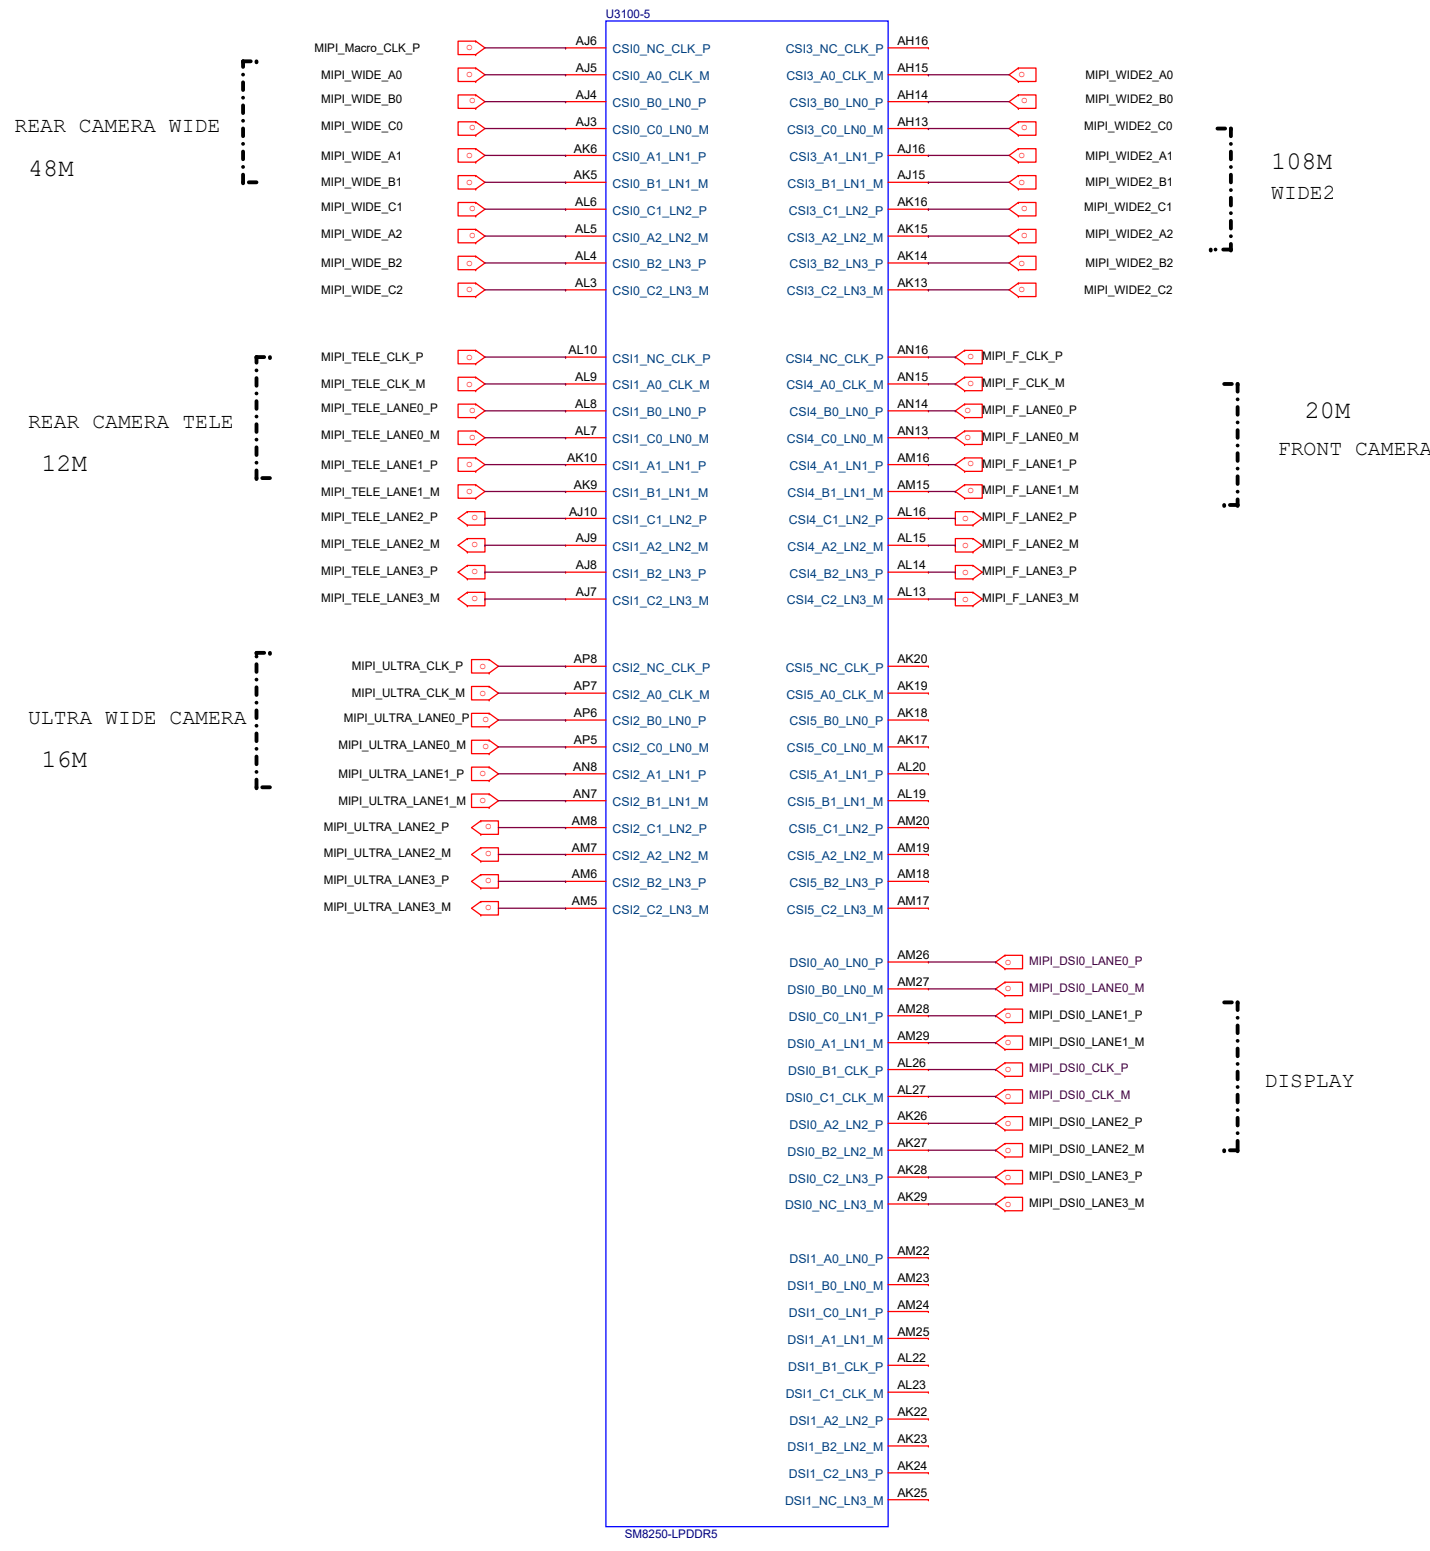 U3100-5
MIPI_Macro_CLK_P AJ6 CSI0_NC_CLK_P CSI3_NC_CLK_P AH16
MIPI_WIDE_A0 AJ5 CSI0_A0_CLK_M CSI3_A0_CLK_M AH15 MIPI_WIDE2_A0
MIPI_WIDE_B0 AJ4 CSI0_B0_LN0_P CSI3_B0_LN0_P AH14 MIPI_WIDE2_B0
REAR CAMERA WIDE MIPI_WIDE_C0 AJ3 CSI0_C0_LN0_M CSI3_C0_LN0_M AH13 MIPI_WIDE2_C0
48M MIPI_WIDE_A1 AK6 CSI0_A1_LN1_P CSI3_A1_LN1_P AJ16 MIPI_WIDE2_A1 108M
MIPI_WIDE_B1 AK5 CSI0_B1_LN1_M CSI3_B1_LN1_M AJ15 MIPI_WIDE2_B1 WIDE2
MIPI_WIDE_C1 AL6 CSI0_C1_LN2_P CSI3_C1_LN2_P AK16 MIPI_WIDE2_C1
MIPI_WIDE_A2 AL5 CSI0_A2_LN2_M CSI3_A2_LN2_M AK15 MIPI_WIDE2_A2
MIPI_WIDE_B2 AL4 CSI0_B2_LN3_P CSI3_B2_LN3_P AK14 MIPI_WIDE2_B2
MIPI_WIDE_C2 AL3 CSI0_C2_LN3_M CSI3_C2_LN3_M AK13 MIPI_WIDE2_C2
MIPI_TELE_CLK_P AL10 CSI1_NC_CLK_P CSI4_NC_CLK_P AN16 MIPI_F_CLK_P
MIPI_TELE_CLK_M AL9 CSI1_A0_CLK_M CSI4_A0_CLK_M AN15 MIPI_F_CLK_M
MIPI_TELE_LANE0_P AL8 CSI1_B0_LN0_P CSI4_B0_LN0_P AN14 MIPI_F_LANE0_P 20M
REAR CAMERA TELE MIPI_TELE_LANE0_M AL7 CSI1_C0_LN0_M CSI4_C0_LN0_M AN13 MIPI_F_LANE0_M FRONT CAMERA
12M MIPI_TELE_LANE1_P AK10 CSI1_A1_LN1_P CSI4_A1_LN1_P AM16 MIPI_F_LANE1_P
MIPI_TELE_LANE1_M AK9 CSI1_B1_LN1_M CSI4_B1_LN1_M AM15 MIPI_F_LANE1_M
MIPI_TELE_LANE2_P AJ10 CSI1_C1_LN2_P CSI4_C1_LN2_P AL16 MIPI_F_LANE2_P
MIPI_TELE_LANE2_M AJ9 CSI1_A2_LN2_M CSI4_A2_LN2_M AL15 MIPI_F_LANE2_M
MIPI_TELE_LANE3_P AJ8 CSI1_B2_LN3_P CSI4_B2_LN3_P AL14 MIPI_F_LANE3_P
MIPI_TELE_LANE3_M AJ7 CSI1_C2_LN3_M CSI4_C2_LN3_M AL13 MIPI_F_LANE3_M
MIPI_ULTRA_CLK_P AP8 CSI2_NC_CLK_P CSI5_NC_CLK_P AK20
MIPI_ULTRA_CLK_M AP7 CSI2_A0_CLK_M CSI5_A0_CLK_M AK19
ULTRA WIDE CAMERA MIPI_ULTRA_LANE0_P AP6 CSI2_B0_LN0_P CSI5_B0_LN0_P AK18
MIPI_ULTRA_LANE0_M AP5 CSI2_C0_LN0_M CSI5_C0_LN0_M AK17
16M MIPI_ULTRA_LANE1_P AN8 CSI2_A1_LN1_P CSI5_A1_LN1_P AL20
MIPI_ULTRA_LANE1_M AN7 CSI2_B1_LN1_M CSI5_B1_LN1_M AL19
MIPI_ULTRA_LANE2_P AM8 CSI2_C1_LN2_P CSI5_C1_LN2_P AM20
MIPI_ULTRA_LANE2_M AM7 CSI2_A2_LN2_M CSI5_A2_LN2_M AM19
MIPI_ULTRA_LANE3_P AM6 CSI2_B2_LN3_P CSI5_B2_LN3_P AM18
MIPI_ULTRA_LANE3_M AM5 CSI2_C2_LN3_M CSI5_C2_LN3_M AM17
DSI0_A0_LN0_P AM26 MIPI_DSI0_LANE0_P
DSI0_B0_LN0_M AM27 MIPI_DSI0_LANE0_M
DSI0_C0_LN1_P AM28 MIPI_DSI0_LANE1_P
DSI0_A1_LN1_M AM29 MIPI_DSI0_LANE1_M
DSI0_B1_CLK_P AL26 MIPI_DSI0_CLK_P DISPLAY
DSI0_C1_CLK_M AL27 MIPI_DSI0_CLK_M
DSI0_A2_LN2_P AK26 MIPI_DSI0_LANE2_P
DSI0_B2_LN2_M AK27 MIPI_DSI0_LANE2_M
DSI0_C2_LN3_P AK28 MIPI_DSI0_LANE3_P
DSI0_NC_LN3_M AK29 MIPI_DSI0_LANE3_M
DSI1_A0_LN0_P AM22
DSI1_B0_LN0_M AM23
DSI1_C0_LN1_P AM24
DSI1_A1_LN1_M AM25
DSI1_B1_CLK_P AL22
DSI1_C1_CLK_M AL23
DSI1_A2_LN2_P AK22
DSI1_B2_LN2_M AK23
DSI1_C2_LN3_P AK24
DSI1_NC_LN3_M AK25
SM8250-LPDDR5